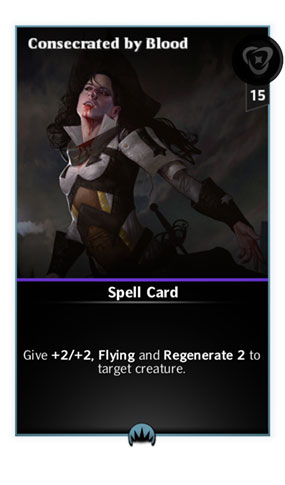 Consecrated by Blood
15
Spell Card
Give +2/+2, Flying and Regenerate 2 to
target creature.